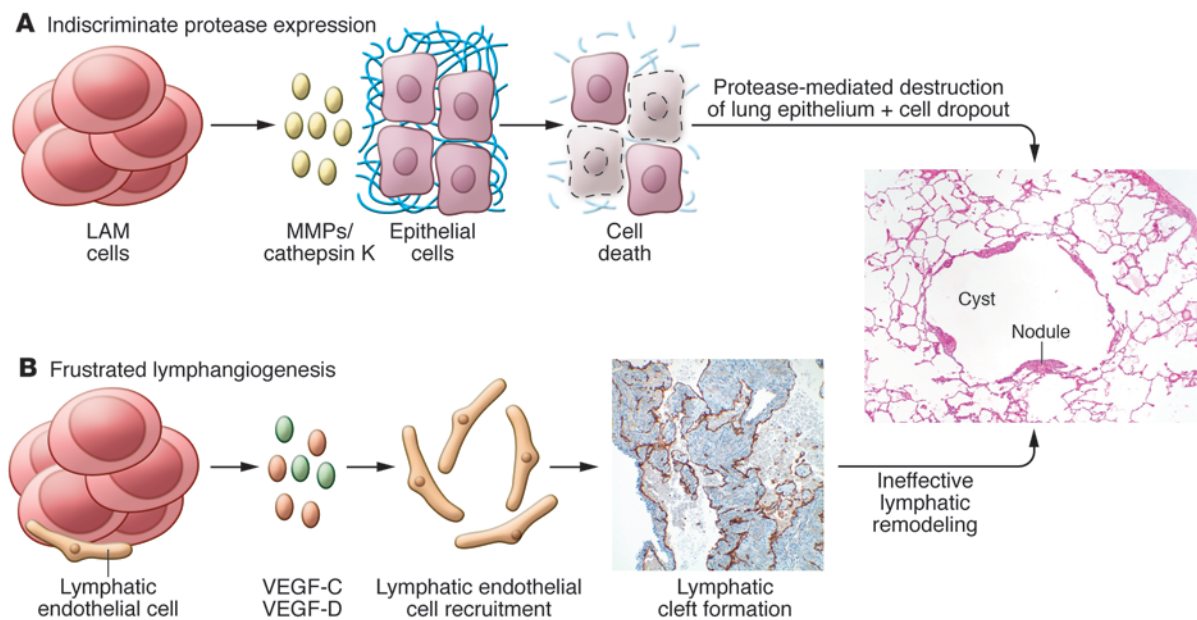 A Indiscriminate protease expression
LAM
cells
MMPs/
cathepsin K
Epithelial
cells
Cell
death
Protease-mediated destruction
of lung epithelium + cell dropout
Cyst
Nodule
B Frustrated lymphangiogenesis
Lymphatic
endothelial cell
VEGF-C
VEGF-D
Lymphatic endothelial
cell recruitment
Lymphatic
cleft formation
Ineffective
lymphatic
remodeling